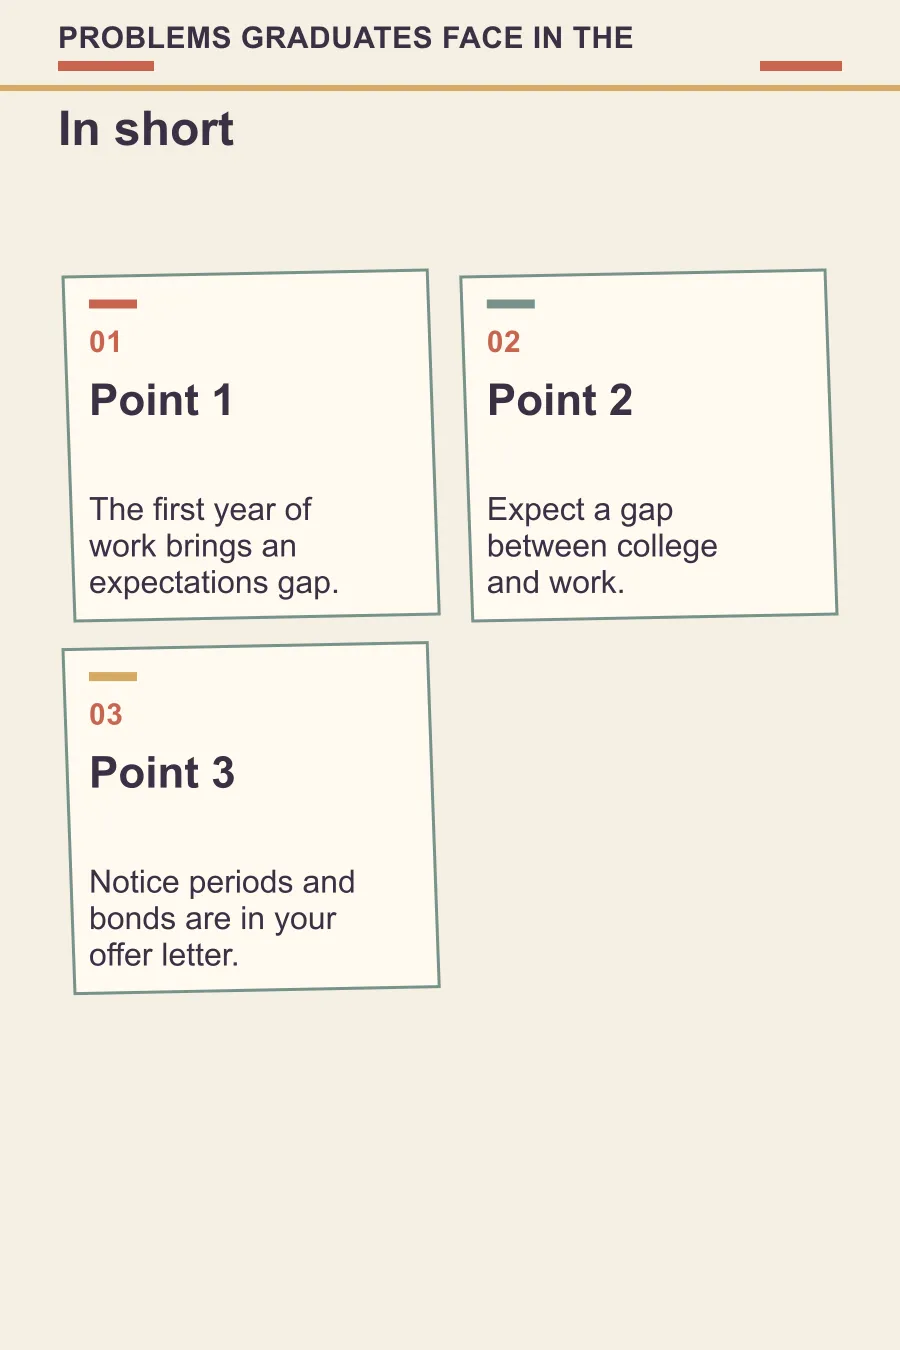 PROBLEMS GRADUATES FACE IN THE
In short
01
Point 1
The first year of
work brings an
expectations gap.
02
Point 2
Expect a gap
between college
and work.
03
Point 3
Notice periods and
bonds are in your
offer letter.